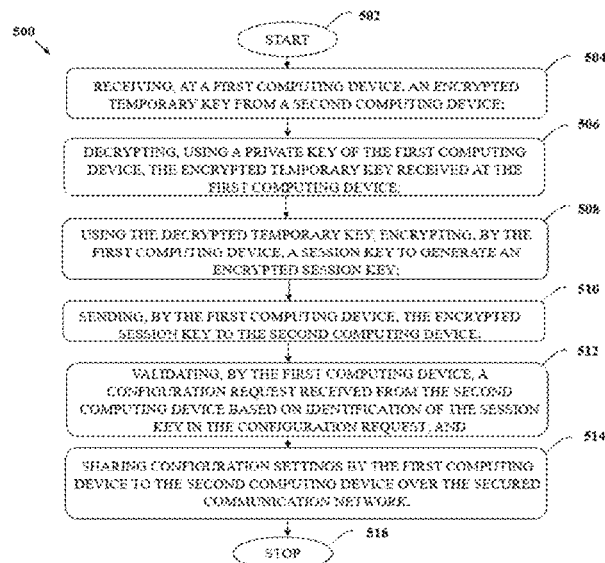 500
502
START
504
RECEIVING, AT A FIRST COMPUTING DEVICE, AN ENCRYPTED
TEMPORARY KEY FROM A SECOND COMPUTING DEVICE;
506
DECRYPTING, USING A PRIVATE KEY OF THE FIRST COMPUTING
DEVICE, THE ENCRYPTED TEMPORARY KEY RECEIVED AT THE
FIRST COMPUTING DEVICE;
508
USING THE DECRYPTED TEMPORARY KEY, ENCRYPTING, BY THE
FIRST COMPUTING DEVICE, A SESSION KEY TO GENERATE AN
ENCRYPTED SESSION KEY;
510
SENDING, BY THE FIRST COMPUTING DEVICE, THE ENCRYPTED
SESSION KEY TO THE SECOND COMPUTING DEVICE;
512
VALIDATING, BY THE FIRST COMPUTING DEVICE, A
CONFIGURATION REQUEST RECEIVED FROM THE SECOND
COMPUTING DEVICE BASED ON IDENTIFICATION OF THE SESSION
KEY IN THE CONFIGURATION REQUEST; AND
514
SHARING CONFIGURATION SETTINGS BY THE FIRST COMPUTING
DEVICE TO THE SECOND COMPUTING DEVICE OVER THE SECURED
COMMUNICATION NETWORK.
516
STOP